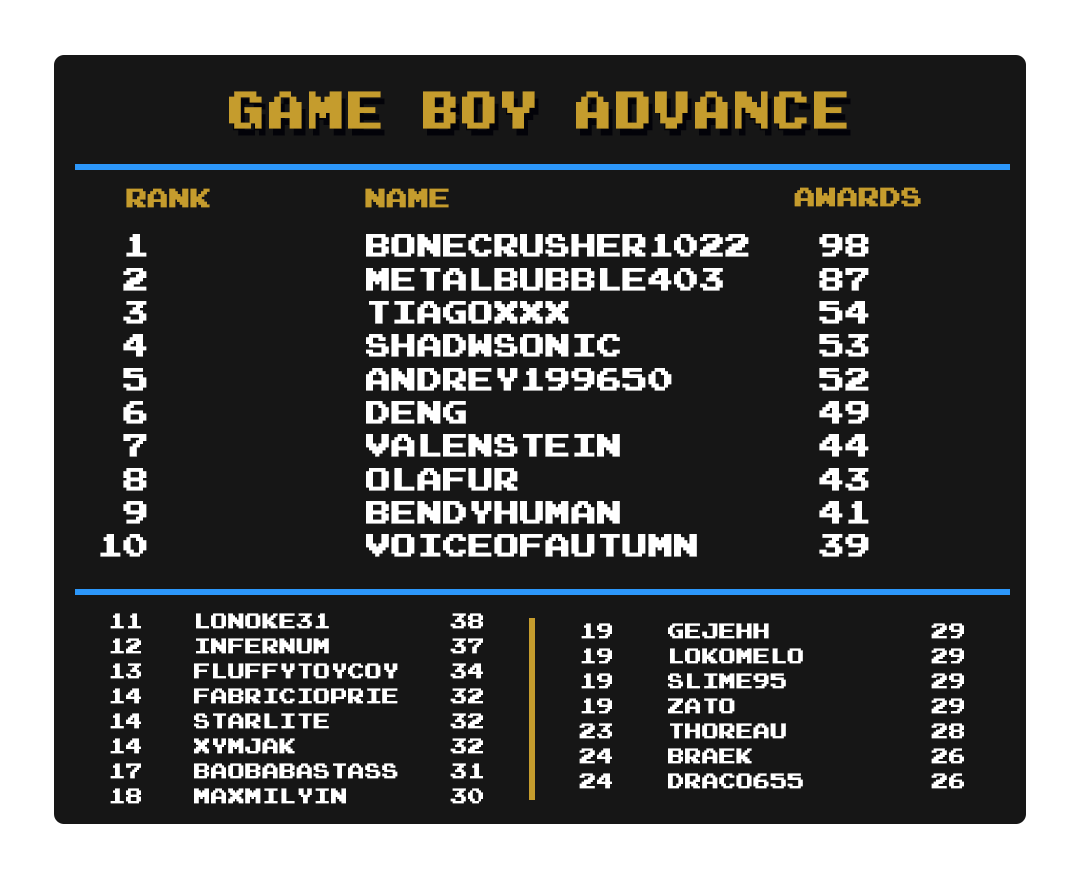 GAME BOY ADVANCE
RANK NAME AWARDS
1 BONECRUSHER1022 98
2 METALBUBBLE403 87
3 TIAGOXXX 54
4 SHADWSONIC 53
5 ANDREY199650 52
6 DENG 49
7 VALENSTEIN 44
8 OLAFUR 43
9 BENDYHUMAN 41
10 VOICEOFAUTUMN 39
11 LONOKE31 38
12 INFERNUM 37
13 FLUFFYTOYCOY 34
14 FABRICIOPRIE 32
14 STARLITE 32
14 XYMJAK 32
17 BAOBABASTASS 31
18 MAXMILYIN 30
19 GEJEHH 29
19 LOKOMELO 29
19 SLIME95 29
19 ZATO 29
23 THOREAU 28
24 BRAEK 26
24 DRACO655 26